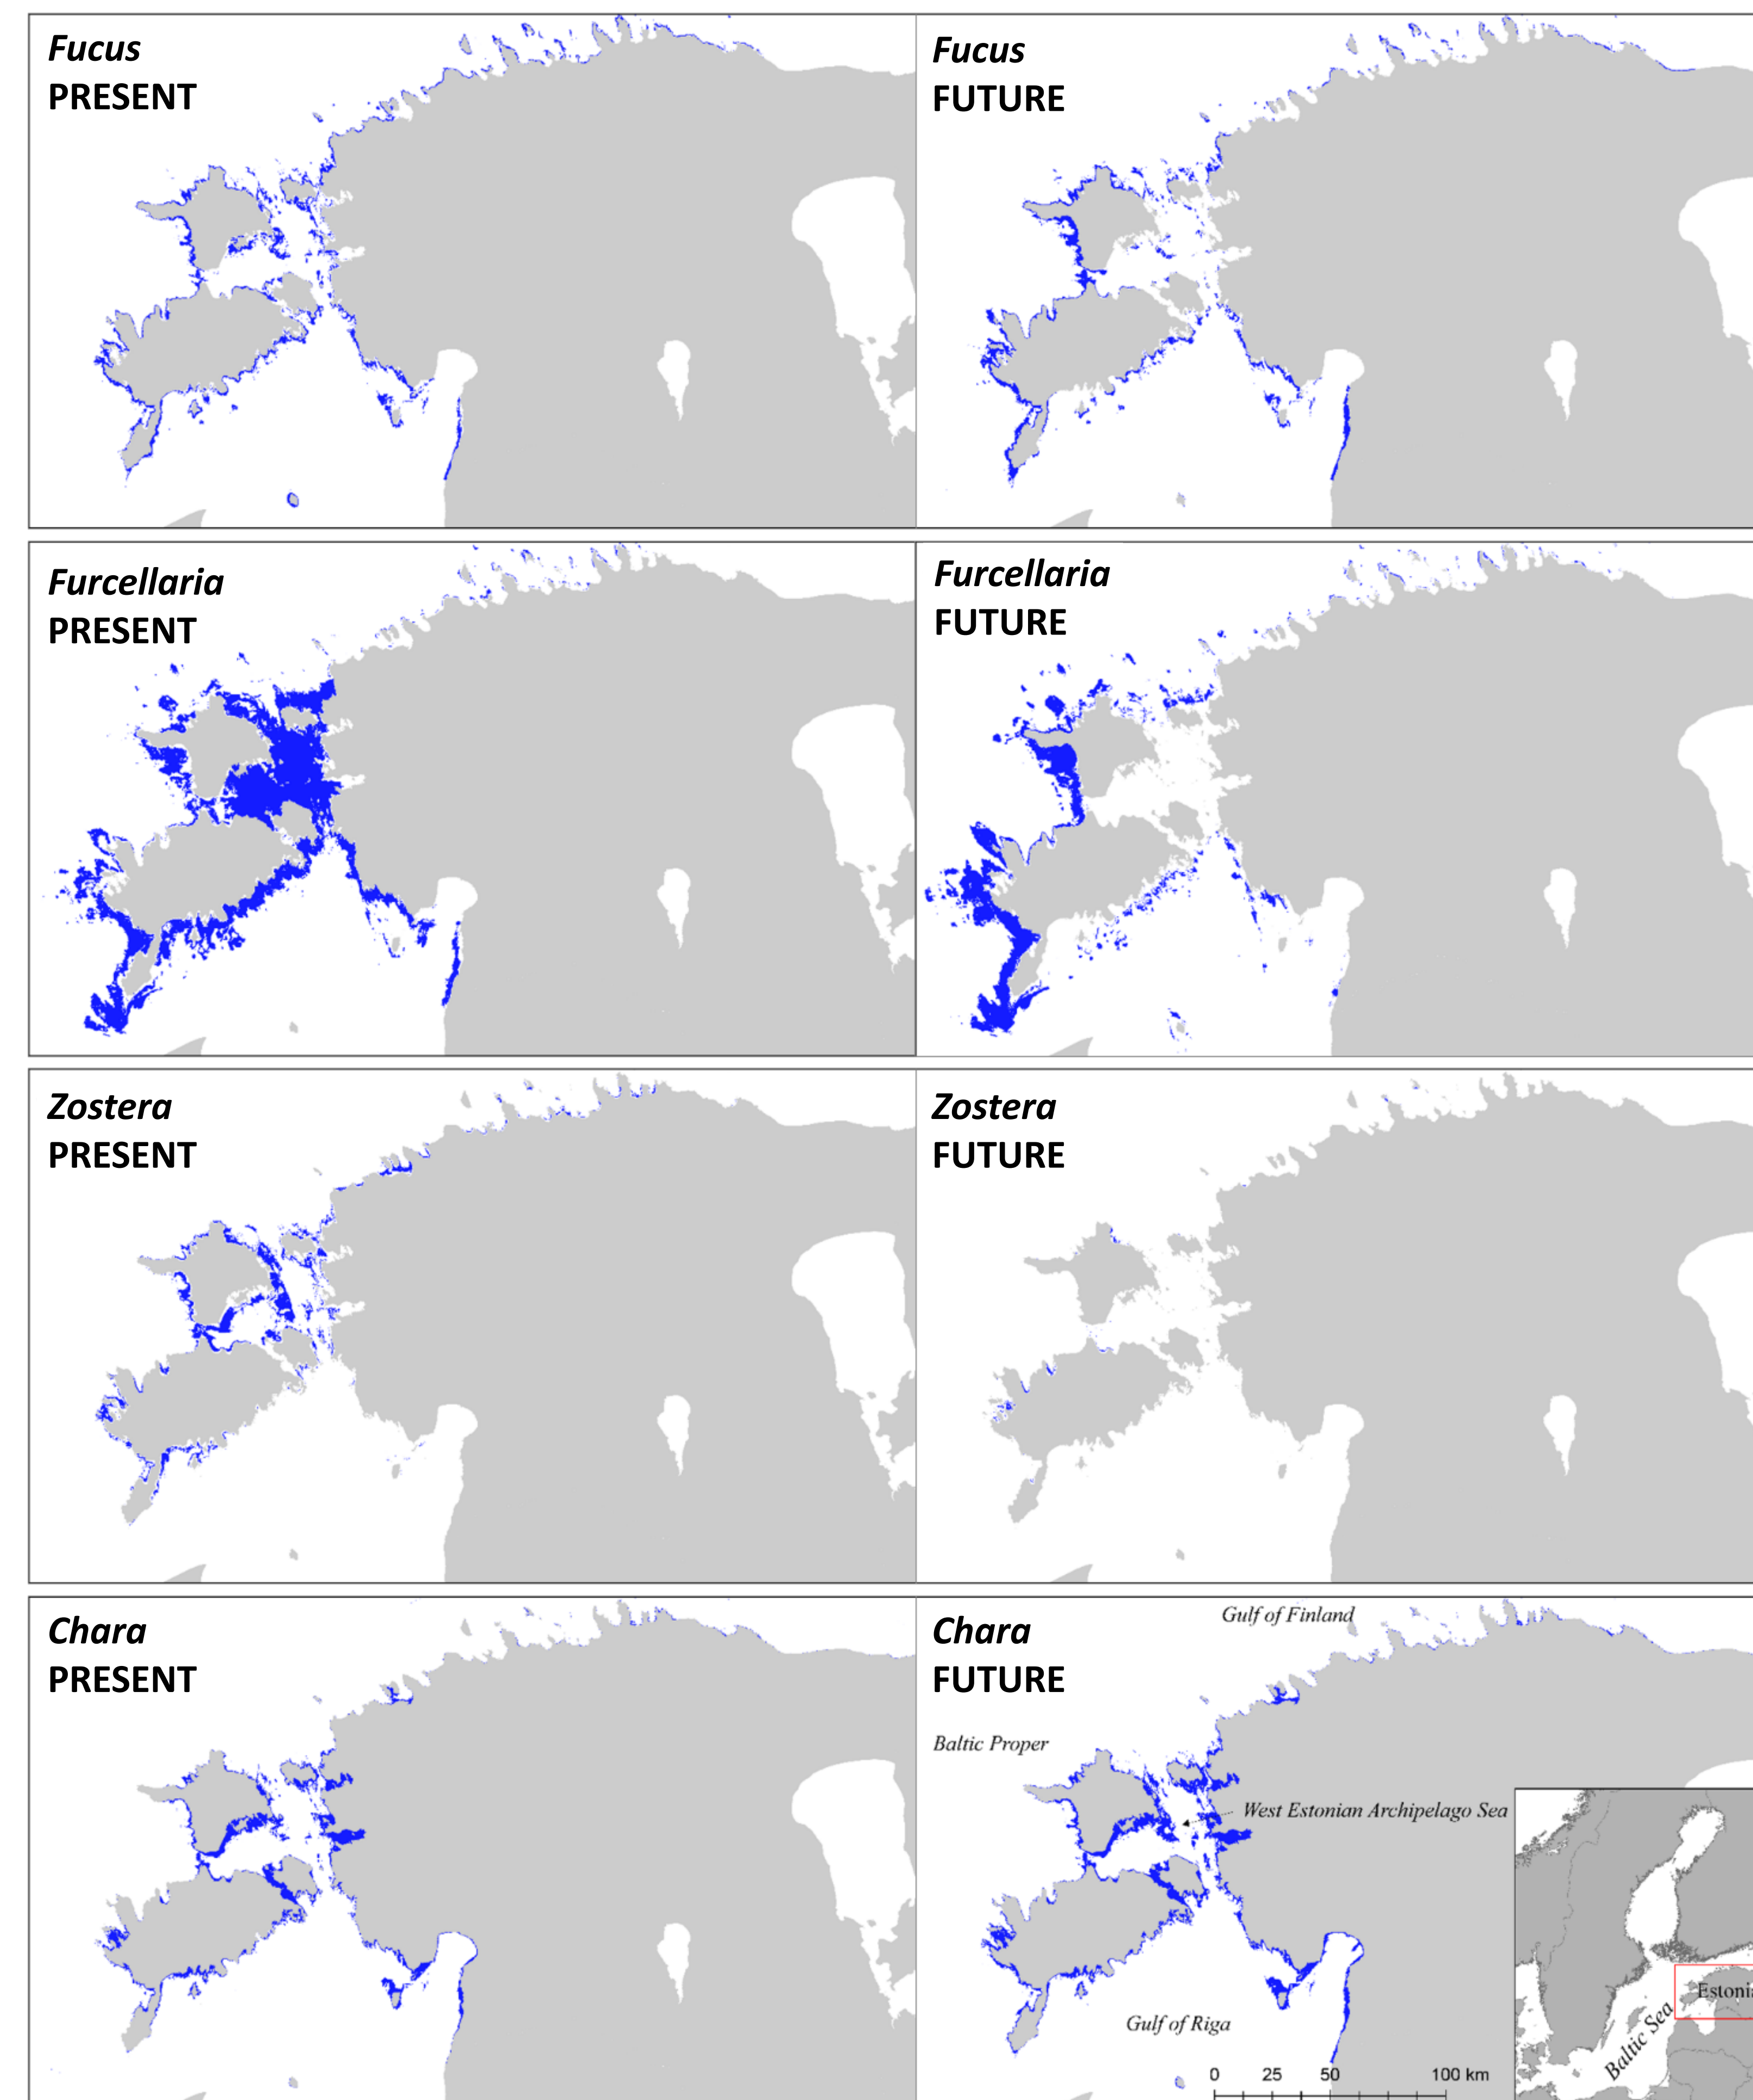 Fucus
PRESENT
Fucus
FUTURE
Furcellaria
PRESENT
Furcellaria
FUTURE
Zostera
PRESENT
Zostera
FUTURE
Chara
PRESENT
Chara
FUTURE
Gulf of Finland
Baltic Proper
West Estonian Archipelago Sea
Gulf of Riga
0 25 50 100 km
Baltic Sea